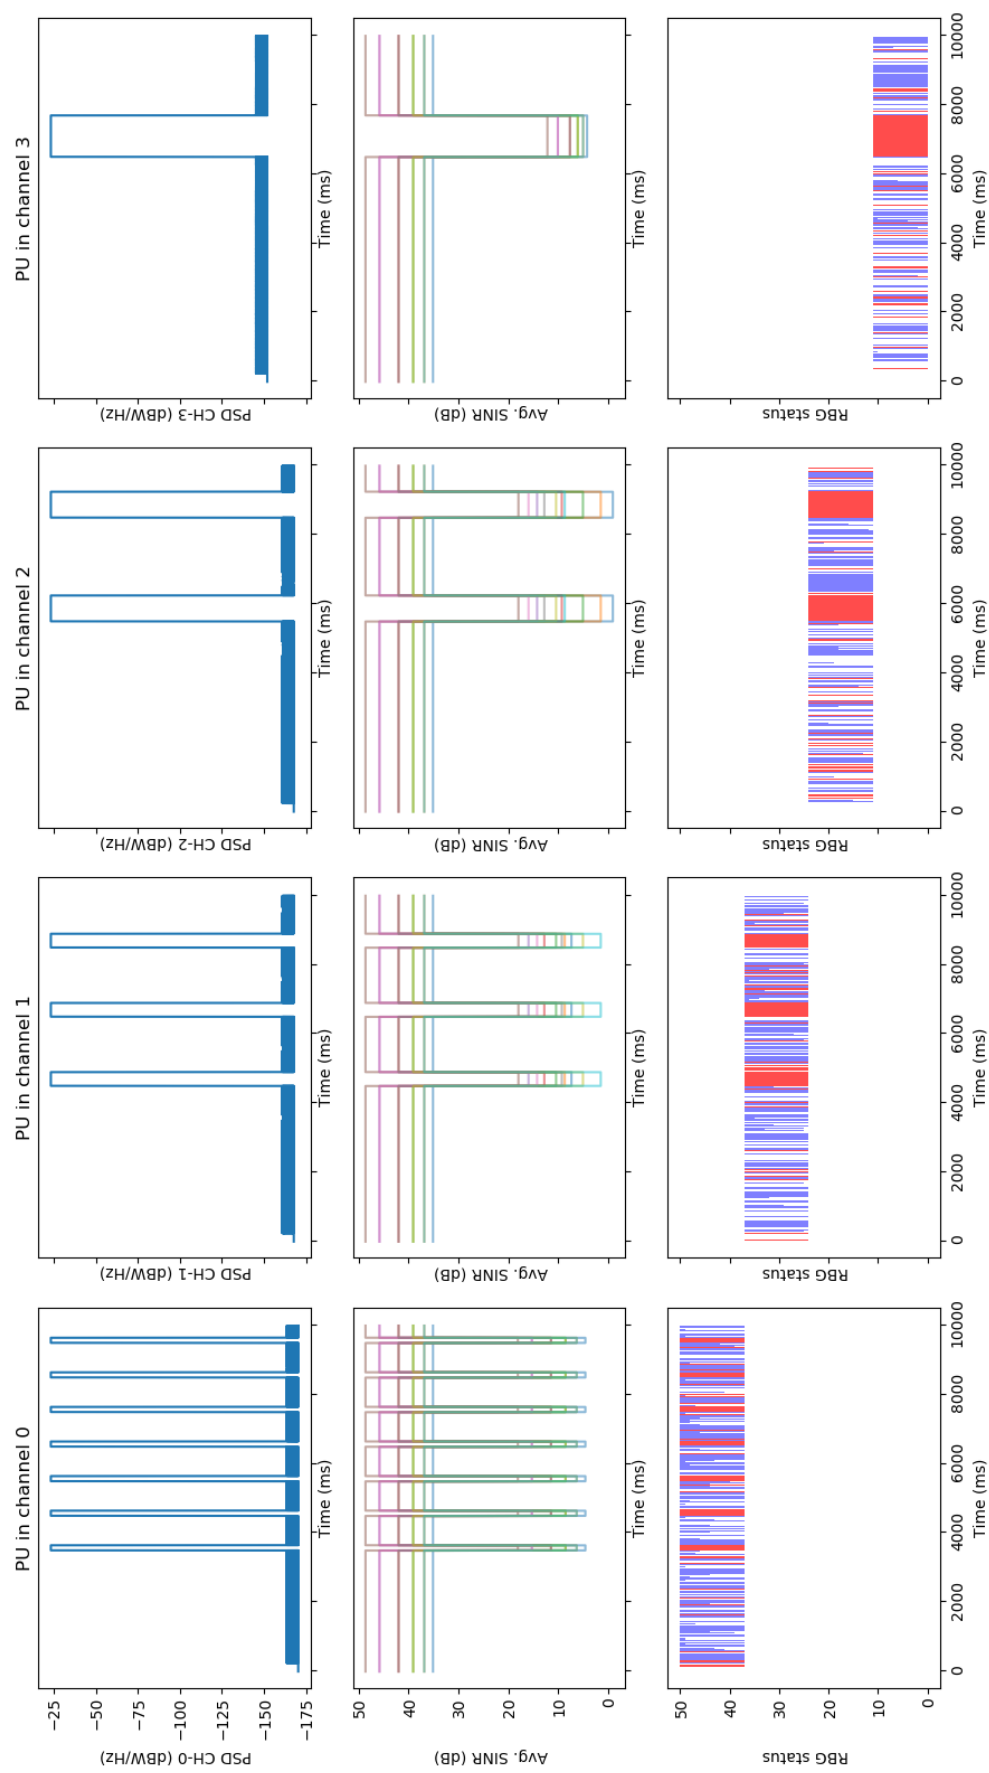 PU in channel 0
PSD CH-0 (dBW/Hz)
−25
−50
−75
−100
−125
−150
−175
Time (ms)
PU in channel 1
PSD CH-1 (dBW/Hz)
Time (ms)
PU in channel 2
PSD CH-2 (dBW/Hz)
Time (ms)
PU in channel 3
PSD CH-3 (dBW/Hz)
Time (ms)
Avg. SINR (dB)
50
40
30
20
10
0
Time (ms)
Avg. SINR (dB)
Time (ms)
Avg. SINR (dB)
Time (ms)
Avg. SINR (dB)
Time (ms)
RBG status
50
40
30
20
10
0
0 2000 4000 6000 8000 10000
Time (ms)
RBG status
0 2000 4000 6000 8000 10000
Time (ms)
RBG status
0 2000 4000 6000 8000 10000
Time (ms)
RBG status
0 2000 4000 6000 8000 10000
Time (ms)